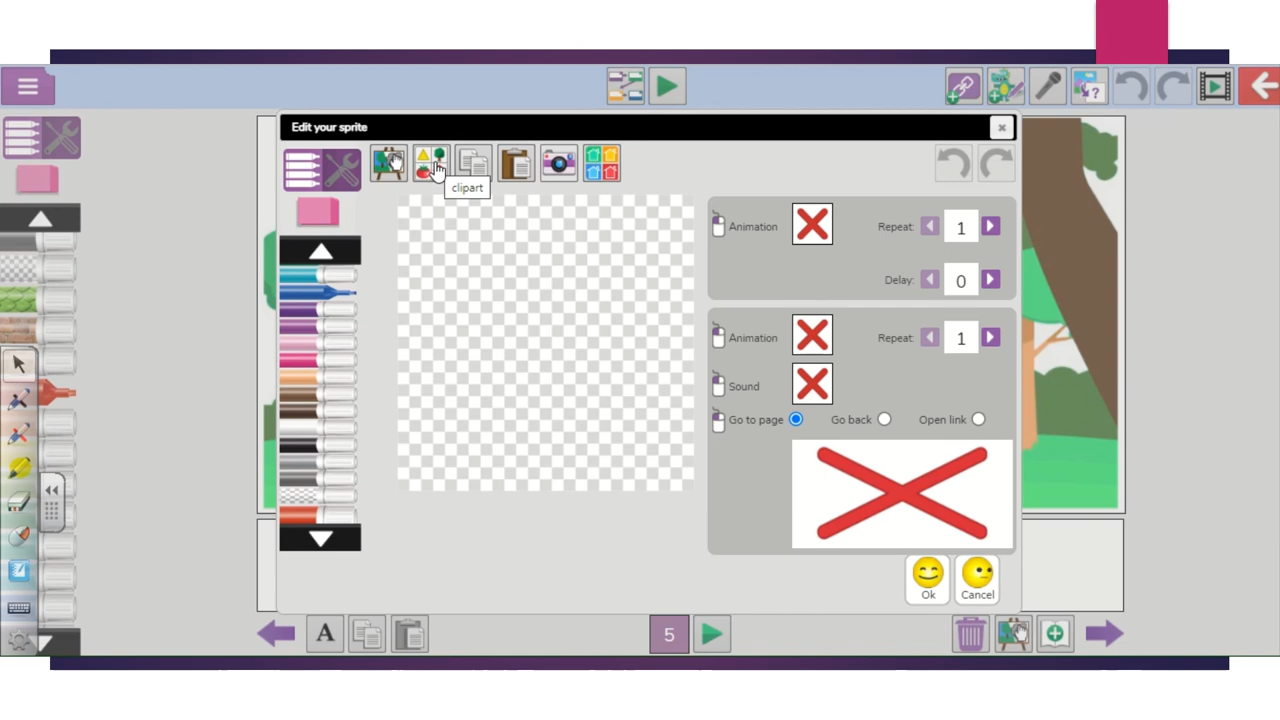 ?
Edit your sprite
clipart
Animation
Repeat:
1
Delay:
0
Animation
Repeat:
1
Sound
Go to page
Go back
Open link
Ok
Cancel
A
5